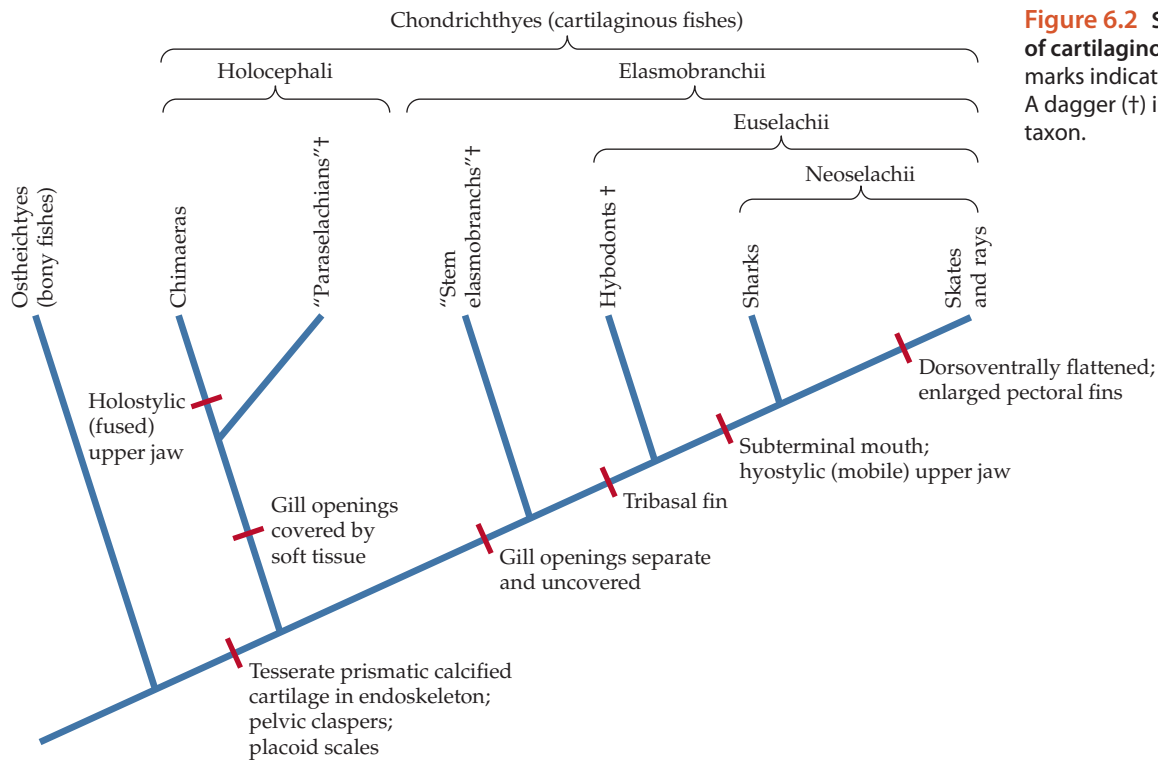 Chondrichthyes (cartilaginous fishes)
Holocephali
Elasmobranchii
Euselachii
Neoselachii
Ostheichtyes
(bony fishes)
Chimaeras
“Paraselachians”†
“Stem
elasmobranchs”†
Hybodonts †
Sharks
Skates
and rays
Holostylic
(fused)
upper jaw
Gill openings
covered by
soft tissue
Dorsoventrally flattened;
enlarged pectoral fins
Subterminal mouth;
hyostylic (mobile) upper jaw
Tribasal fin
Gill openings separate
and uncovered
Tesserate prismatic calcified
cartilage in endoskeleton;
pelvic claspers;
placoid scales
Figure 6.2 S
of cartilagino
marks indicat
A dagger (†) i
taxon.